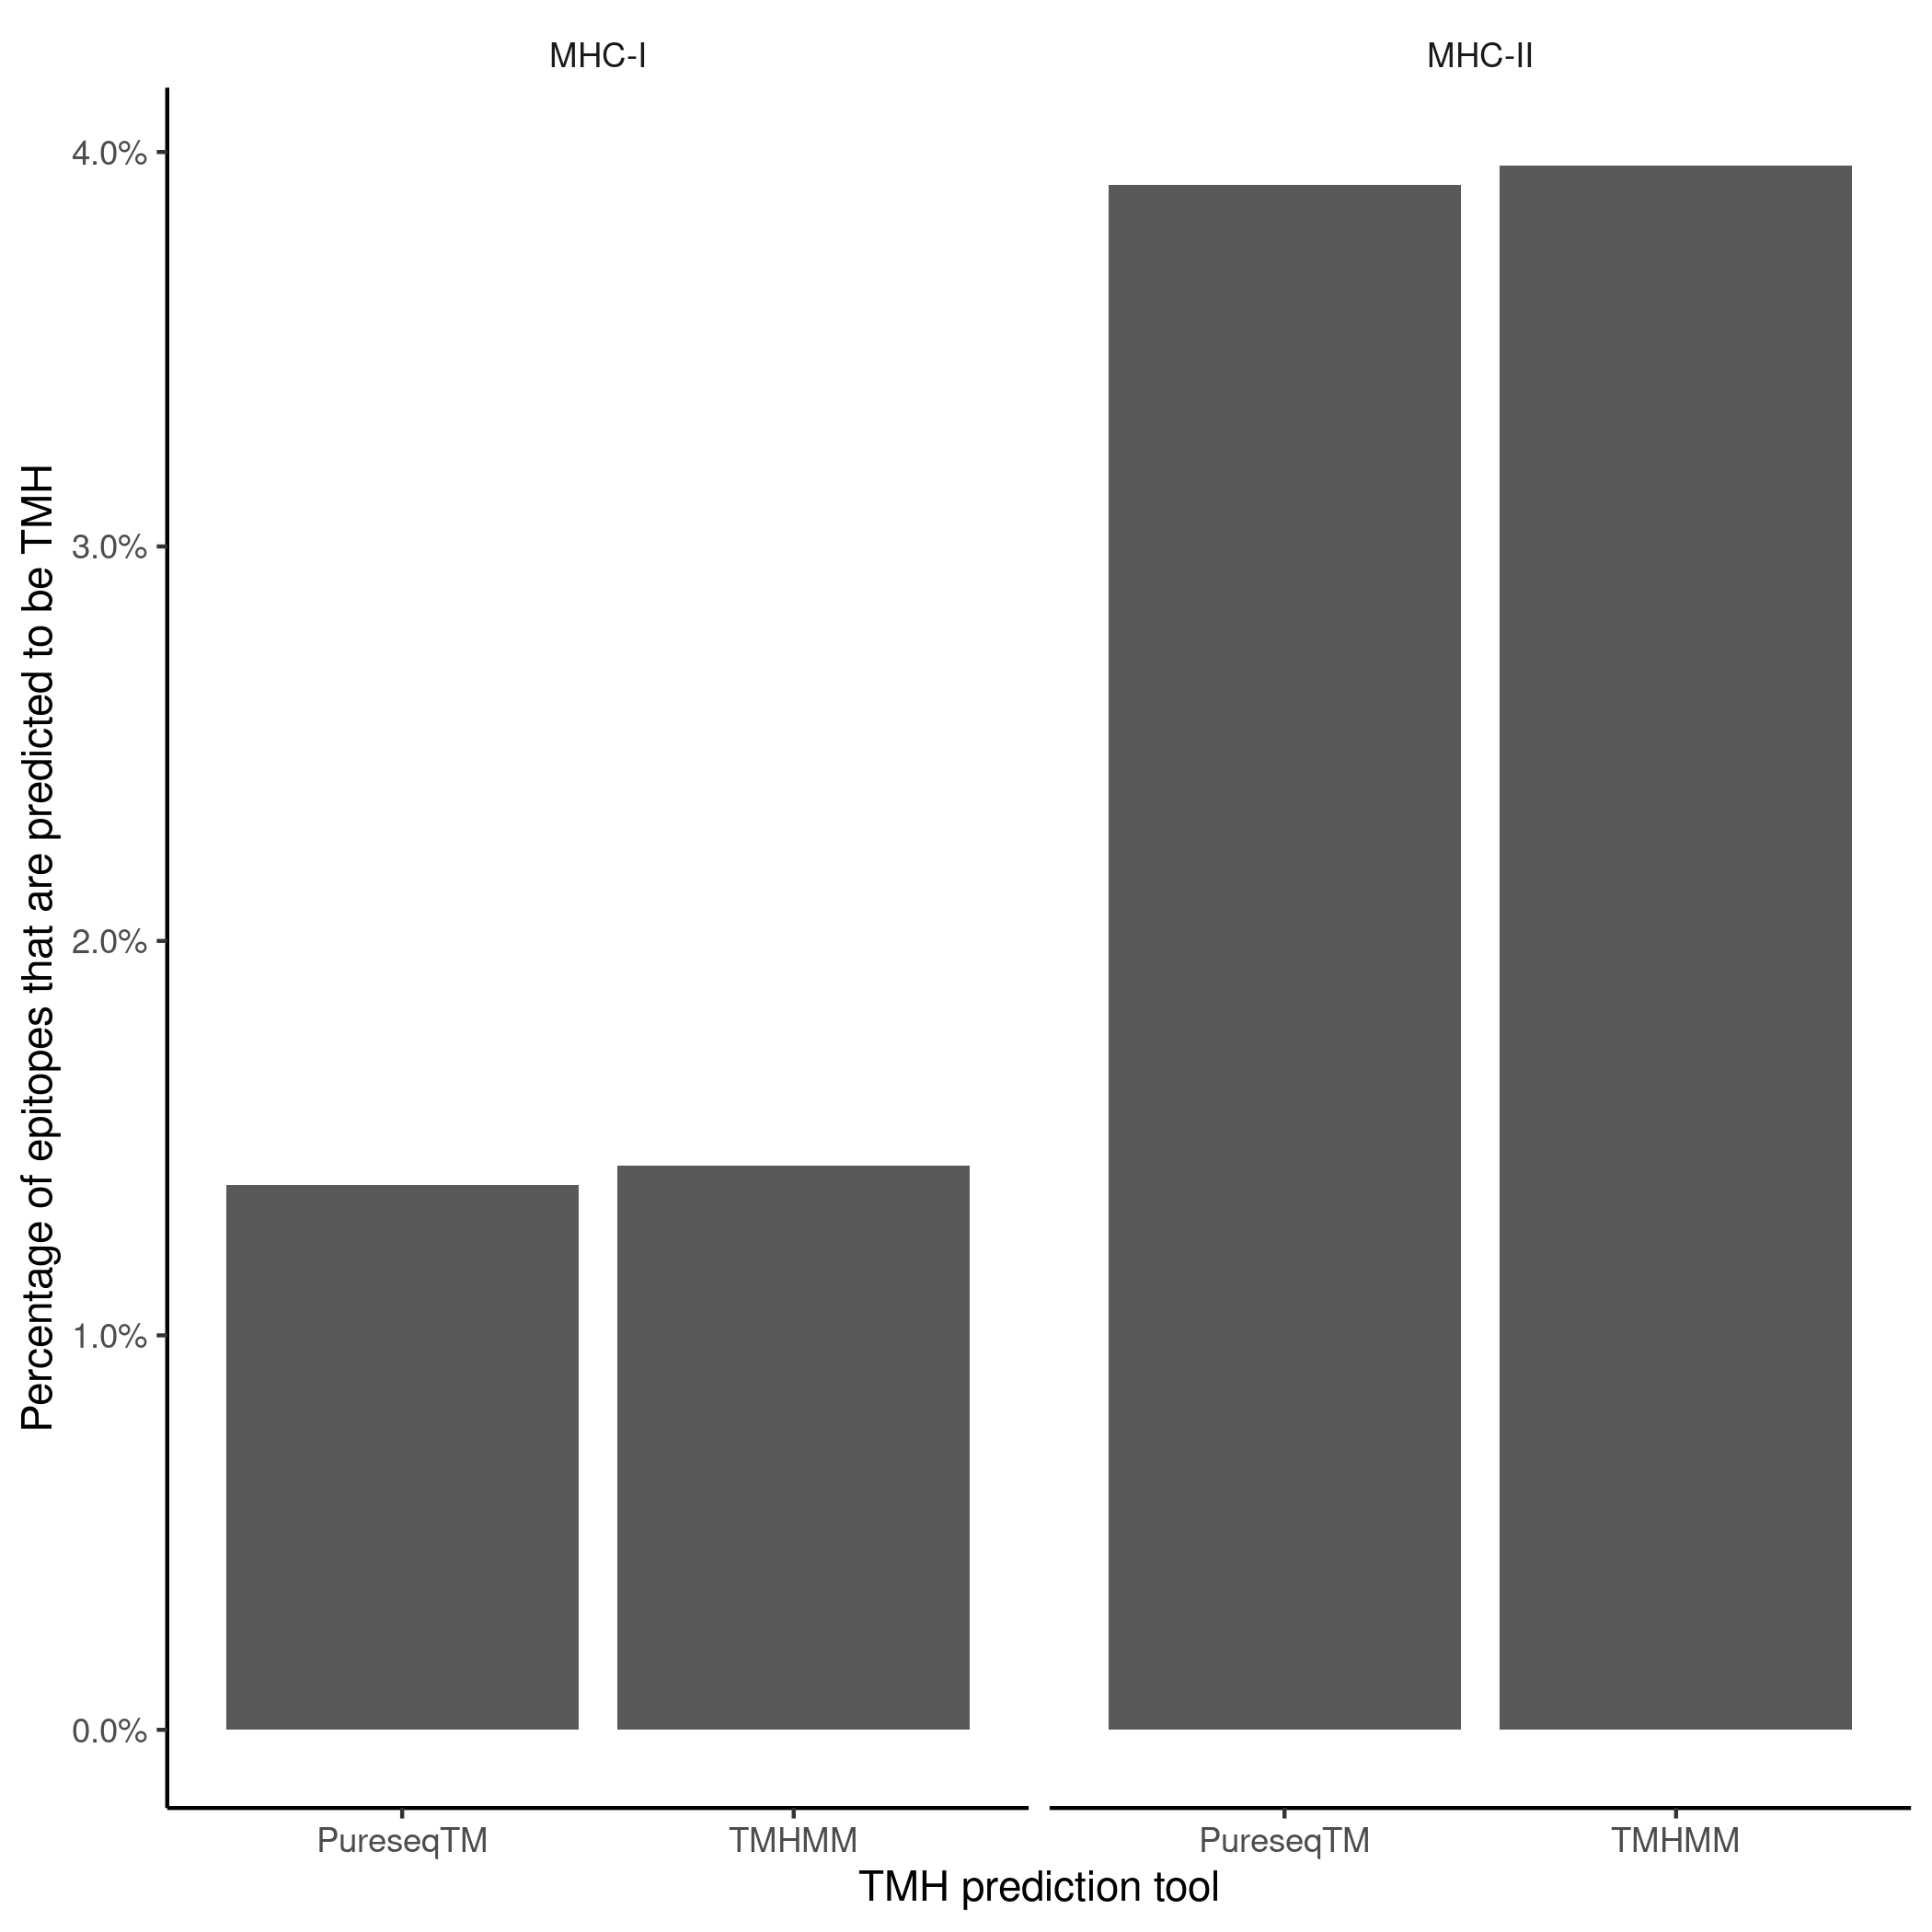 MHC-I
MHC-II
Percentage of epitopes that are predicted to be TMH
4.0%
3.0%
2.0%
1.0%
0.0%
PureseqTM
TMHMM
PureseqTM
TMHMM
TMH prediction tool